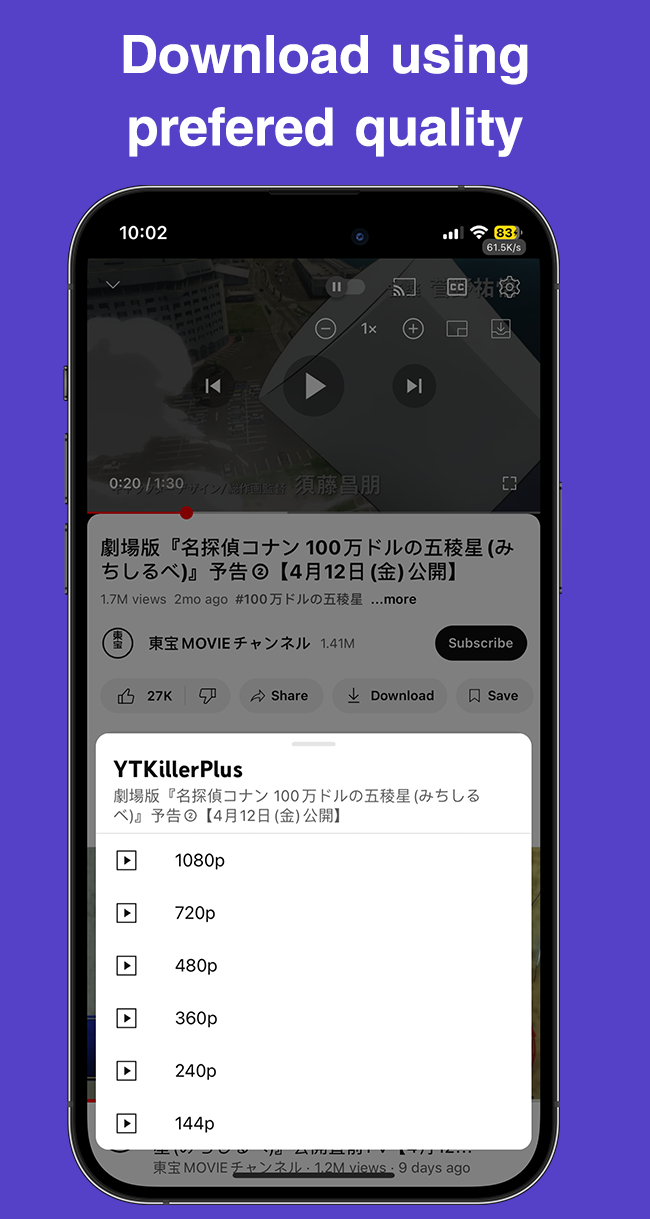 Download using
prefered quality
10:02
83
61.5K/s
CC
1×
0:20 / 1:30
須藤昌朋
劇場版『名探偵コナン 100万ドルの五稜星 (み
ちしるべ)』予告②【4月12日 (金) 公開】
1.7M views 2mo ago #100万ドルの五稜星 ...more
東宝
東宝MOVIEチャンネル 1.41M
Subscribe
27K
Share
Download
Save
YTKillerPlus
劇場版『名探偵コナン 100万ドルの五稜星 (みちしる
べ)』予告②【4月12日 (金) 公開】
1080p
720p
480p
360p
240p
144p
東宝MOVIEチャンネル · 1.2M views · 9 days ago